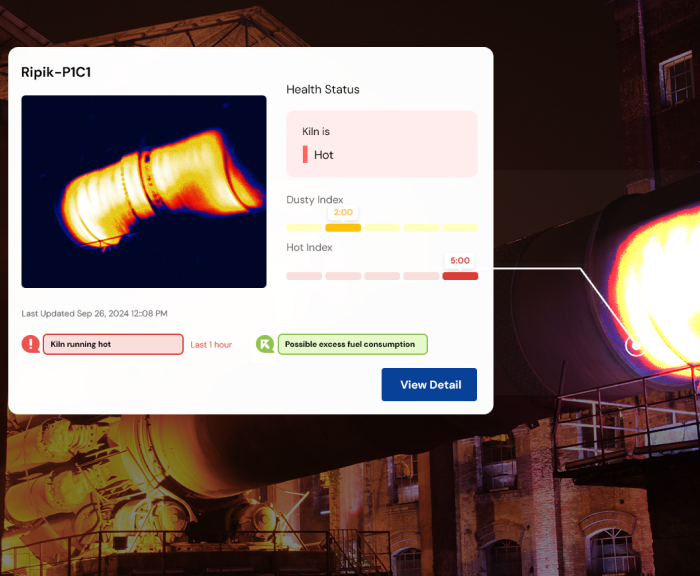 Ripik-P1C1
Health Status
Kiln is
Hot
Dusty Index
2:00
Hot Index
5:00
Last Updated Sep 26, 2024 12:08 PM
Kiln running hot
Last 1 hour
Possible excess fuel consumption
View Detail